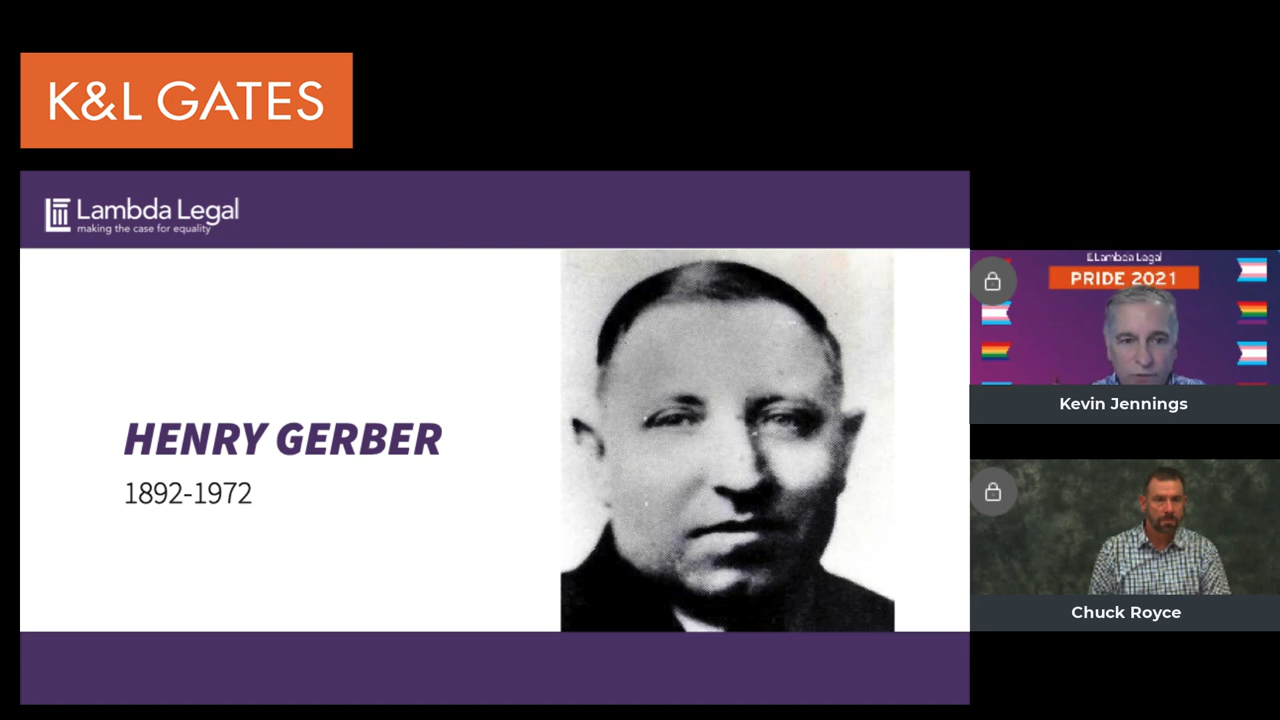 K&L GATES
Lambda Legal
making the case for equality
HENRY GERBER
1892-1972
Lambda Legal
PRIDE 2021
Kevin Jennings
Chuck Royce